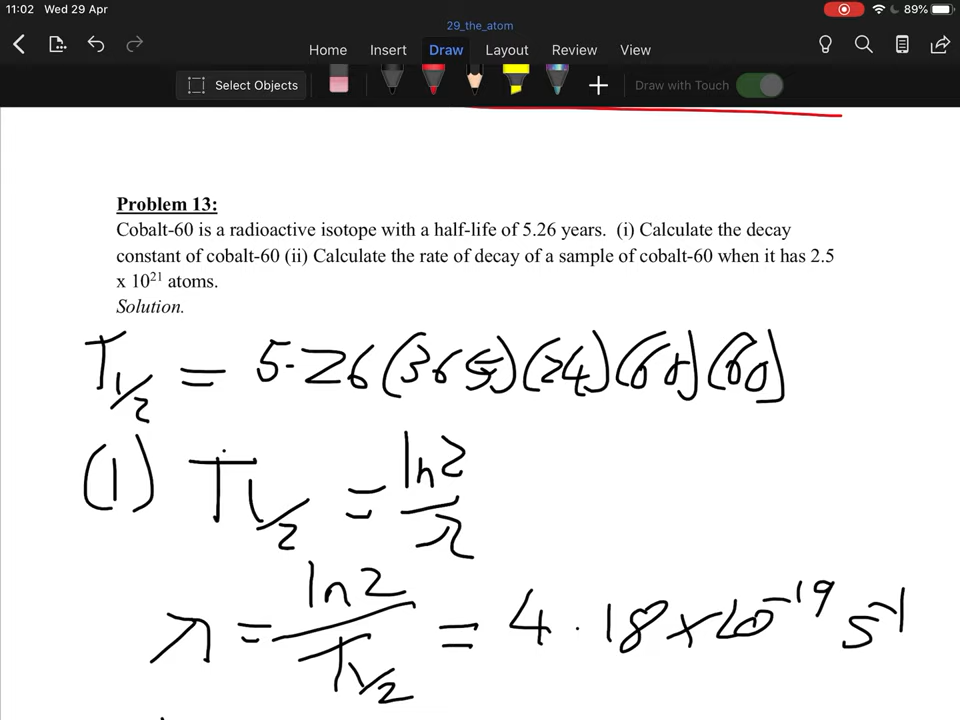 11:02 Wed 29 Apr 89%
29_the_atom
Home Insert Draw Layout Review View
Select Objects Draw with Touch
Problem 13:
Cobalt-60 is a radioactive isotope with a half-life of 5.26 years. (i) Calculate the decay
constant of cobalt-60 (ii) Calculate the rate of decay of a sample of cobalt-60 when it has 2.5
x 10²¹ atoms.
Solution.
T₁/₂ = 5.26 (365)(24)(60)(60)
(1) T₁/₂ = ln2/λ
λ = ln2/T₁/₂ = 4.18 x 10⁻¹⁹ s⁻¹